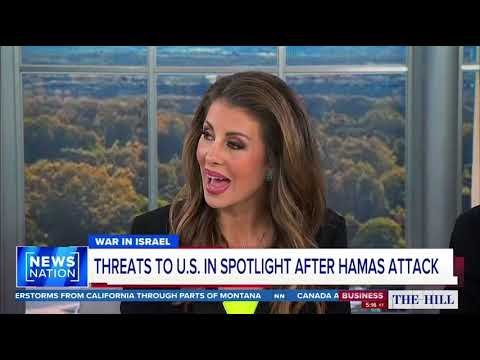 WAR IN ISRAEL
NEWS
NATION
THREATS TO U.S. IN SPOTLIGHT AFTER HAMAS ATTACK
ERSTORMS FROM CALIFORNIA THROUGH PARTS OF MONTANA NN CANADA A BUSINESS 5:16 THE HILL